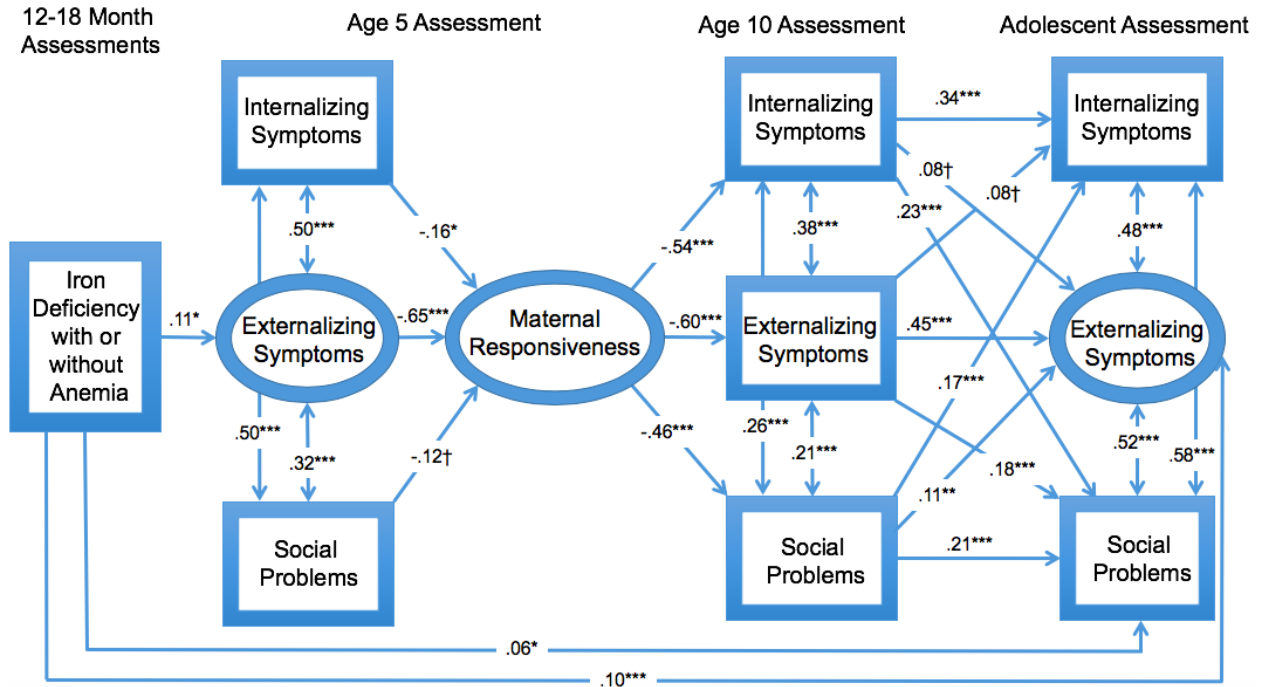 12-18 Month
Assessments
Age 5 Assessment
Age 10 Assessment
Adolescent Assessment
Internalizing
Symptoms
Internalizing
Symptoms
.34***
Internalizing
Symptoms
.08†
.08†
.50***
-.16*
-.54***
.38***
.23***
.48***
Iron
Deficiency
with or
without
Anemia
.11*
Externalizing
Symptoms
-.65***
Maternal
Responsiveness
-.60***
Externalizing
Symptoms
.45***
Externalizing
Symptoms
.17***
.50***
.32***
-.12†
-.46***
.26***
.21***
.18***
.11**
.52***
.58***
Social
Problems
Social
Problems
.21***
Social
Problems
.06*
.10***